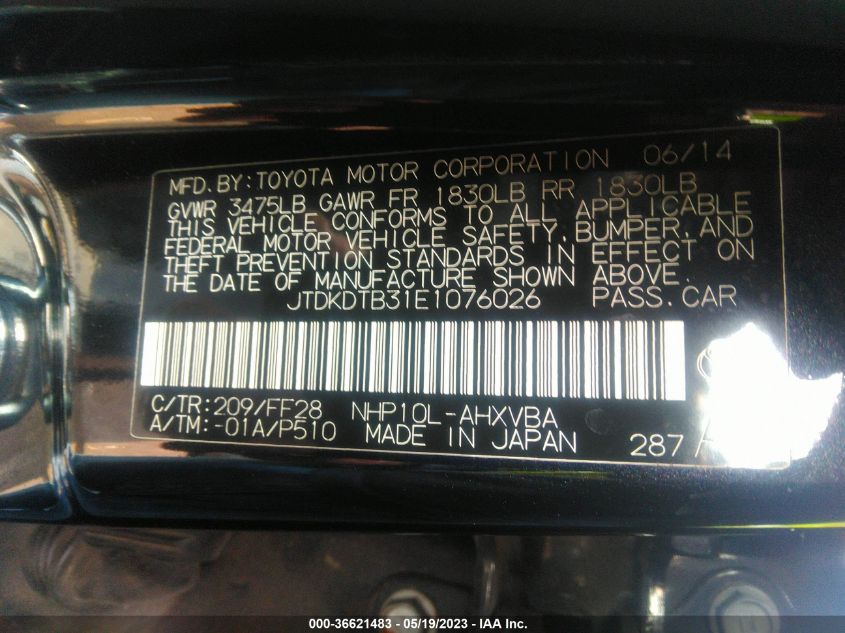 MFD. BY: TOYOTA MOTOR CORPORATION 06/14
GVWR 3475LB GAWR FR 1830LB RR 1830LB
THIS VEHICLE CONFORMS TO ALL APPLICABLE
FEDERAL MOTOR VEHICLE SAFETY, BUMPER, AND
THEFT PREVENTION STANDARDS IN EFFECT ON
THE DATE OF MANUFACTURE SHOWN ABOVE.
JTDKDTB31E1076026 PASS. CAR
C/TR: 209/FF28 NHP10L-AHXVBA
A/TM: -01A/P510 MADE IN JAPAN 287
000-36621483 - 05/19/2023 - IAA Inc.